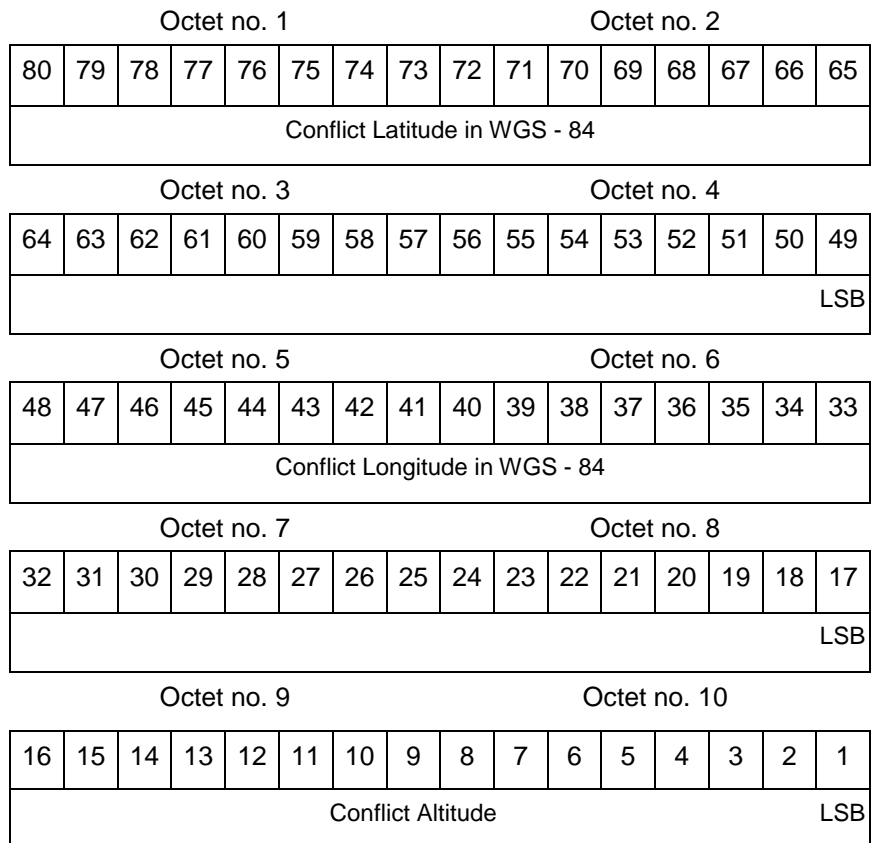 Octet no. 1 Octet no. 2
80 79 78 77 76 75 74 73 72 71 70 69 68 67 66 65
Conflict Latitude in WGS - 84
Octet no. 3 Octet no. 4
64 63 62 61 60 59 58 57 56 55 54 53 52 51 50 49
LSB
Octet no. 5 Octet no. 6
48 47 46 45 44 43 42 41 40 39 38 37 36 35 34 33
Conflict Longitude in WGS - 84
Octet no. 7 Octet no. 8
32 31 30 29 28 27 26 25 24 23 22 21 20 19 18 17
LSB
Octet no. 9 Octet no. 10
16 15 14 13 12 11 10 9 8 7 6 5 4 3 2 1
Conflict Altitude LSB